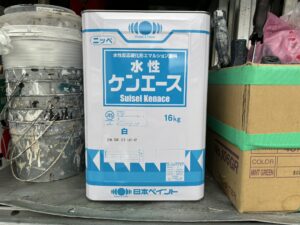 ニッペ
水性反応硬化形エマルション塗料
水性
ケンエース
Suisei Kenace
16kg
白
日本ペイント
COLOR
MINT GREEN